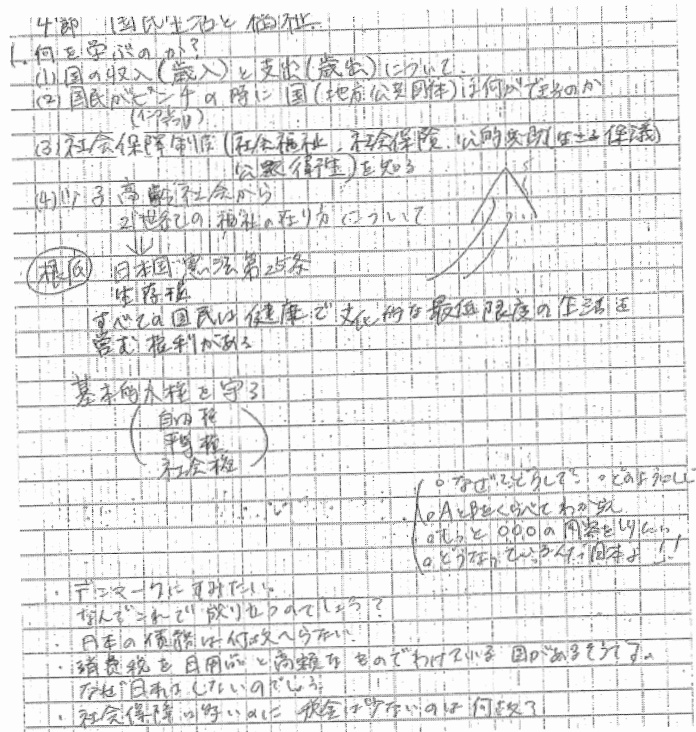 4部 国民生活と福祉
1. 何を学ぶのか?
(1) 国の収入(歳入)と支出(歳出)について
(2) 国民がピンチの時に 国(地方公共団体)は何ができるのか
(行政)
(3) 社会保障制度(社会福祉、社会保険、公的扶助(生活保護)
公衆衛生)を知る
(4) 少子高齢社会から
21世紀の福祉の在り方について
根底 日本国憲法第25条
生存権
すべての国民は健康で文化的な最低限度の生活を
営む権利がある
基本的人権を守る
自由権
平等権
社会権
○なぜ、どうして、○どのように
○AとBとくらべてわかった
○もっと○○○の内容を知りたい
○どうなっているんだ 日本よ!!
・デンマークにすみたい。
なんでこれで成り立つのでしょう?
・日本の債務は何故へらない
・消費税を日用品と高額なものでわけている国があるそうです。
なぜ日本はしないのでしょう
・社会保障は 税金は少ないのは何故?